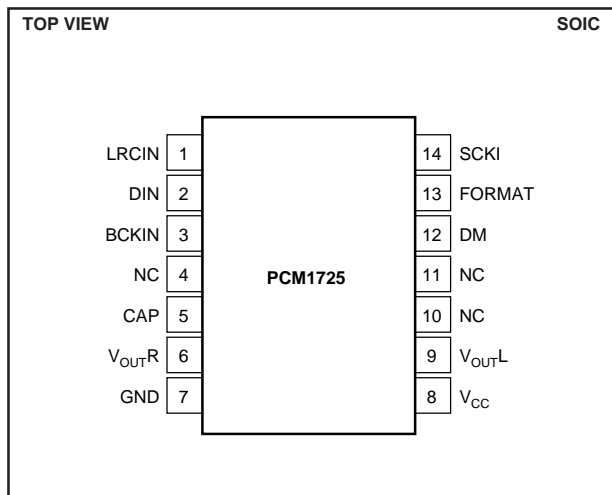 TOP VIEW SOIC
LRCIN 1 14 SCKI
DIN 2 13 FORMAT
BCKIN 3 12 DM
NC 4 11 NC
PCM1725
CAP 5 10 NC
VOUTR 6 9 VOUTL
GND 7 8 VCC